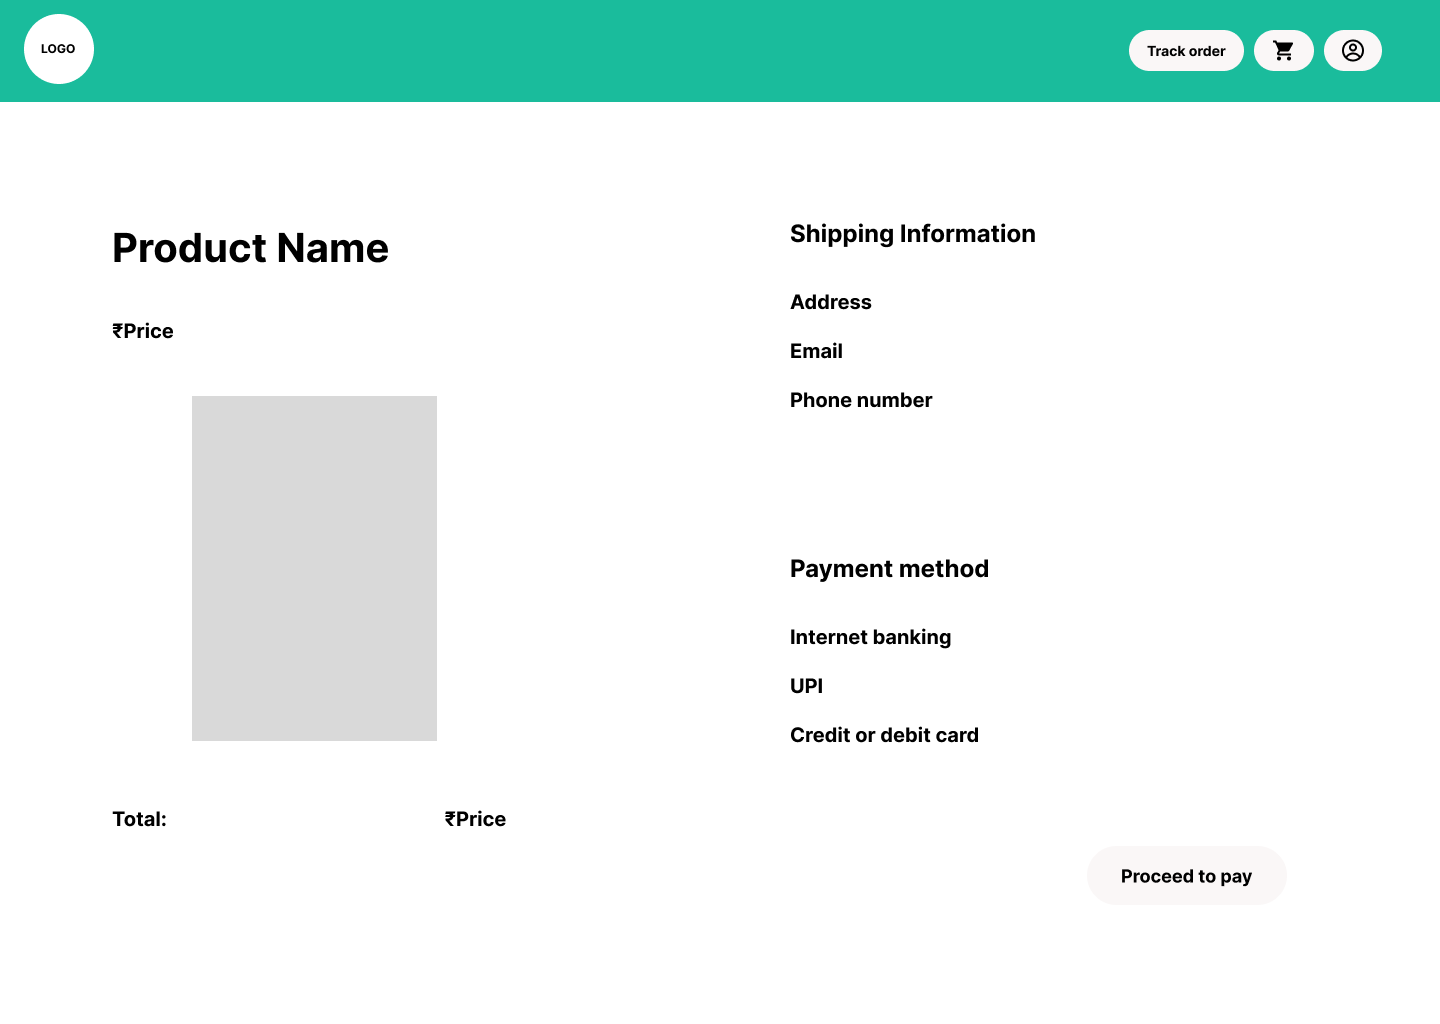 LOGO
Track order
Product Name
₹Price
Total:
₹Price
Shipping Information
Address
Email
Phone number
Payment method
Internet banking
UPI
Credit or debit card
Proceed to pay